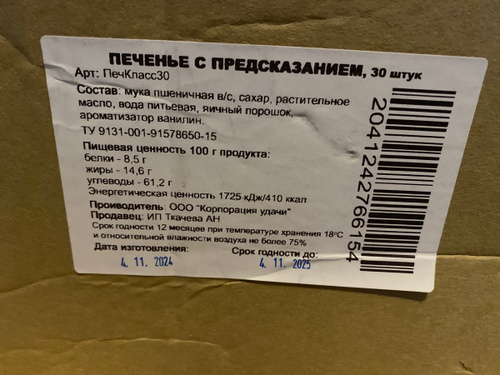 ПЕЧЕНЬЕ С ПРЕДСКАЗАНИЕМ, 30 штук
Арт: ПечКласс30
Состав: мука пшеничная в/с, сахар, растительное
масло, вода питьевая, яичный порошок,
ароматизатор ванилин.
ТУ 9131-001-91578650-15
Пищевая ценность 100 г продукта:
белки - 8,5 г
жиры - 14,6 г
углеводы - 61,2 г
Энергетическая ценность 1725 кДж/410 ккал
Проиводитель: ООО "Корпорация удачи"
Продавец: ИП Ткачева АН
Срок годности 12 месяцев при температуре хранения 18°С
и относительной влажности воздуха не более 75%
Дата изготовления: Срок годности до:
4. 11. 2024 4. 11. 2025
2041242766154